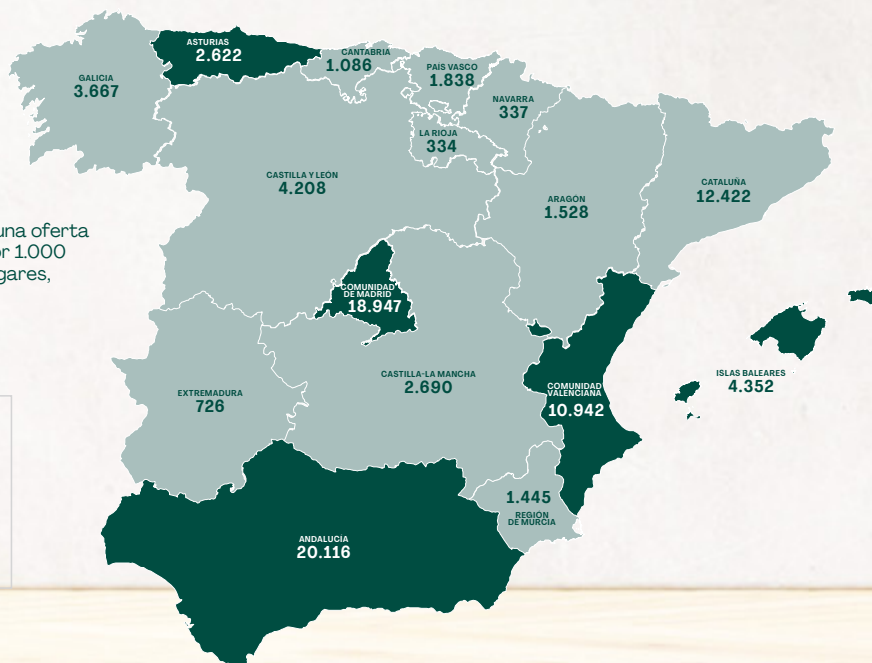 ASTURIAS
2.622
CANTABRIA
1.086
PAÍS VASCO
1.838
GALICIA
3.667
NAVARRA
337
LA RIOJA
334
CASTILLA Y LEÓN
4.208
ARAGÓN
1.528
CATALUÑA
12.422
una oferta
1.000
COMUNIDAD
DE MADRID
18.947
ISLAS BALEARES
4.352
CASTILLA-LA MANCHA
2.690
COMUNIDAD
VALENCIANA
10.942
EXTREMADURA
726
1.445
REGIÓN
DE MURCIA
ANDALUCÍA
20.116